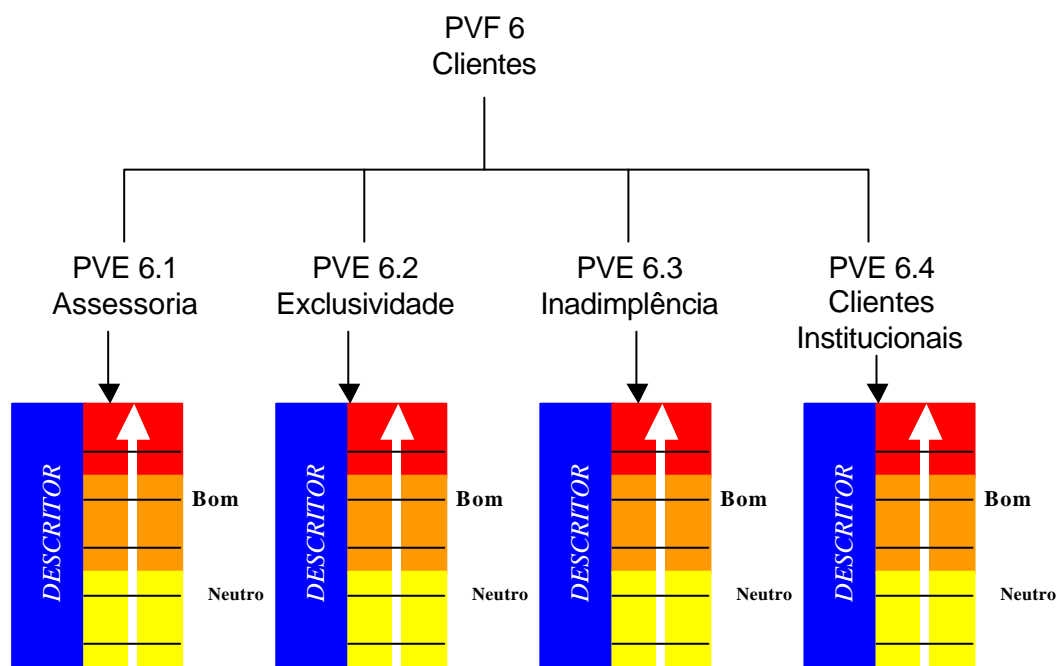 PVF 6
Clientes
PVE 6.1
Assessoria
PVE 6.2
Exclusividade
PVE 6.3
Inadimplência
PVE 6.4
Clientes
Institucionais
DESCRITOR
Bom
Neutro
DESCRITOR
Bom
Neutro
DESCRITOR
Bom
Neutro
DESCRITOR
Bom
Neutro